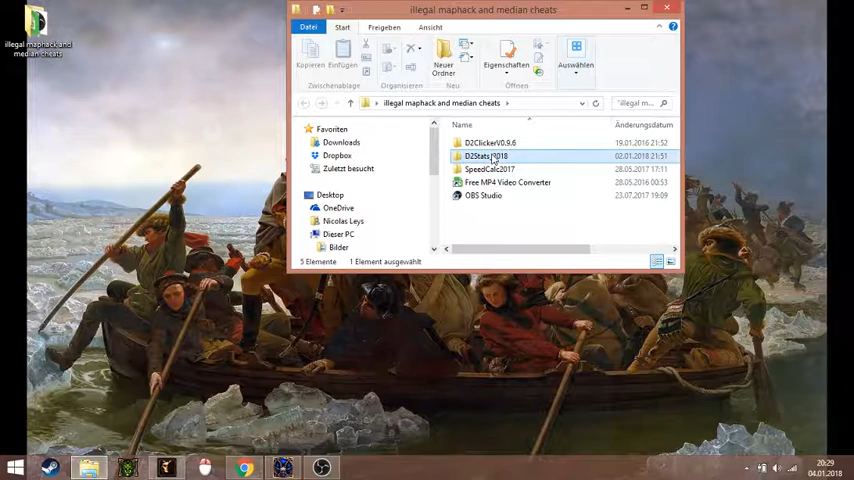 illegal maphack and
median cheats
illegal maphack and median cheats
Datei Start Freigeben Ansicht
Kopieren Einfügen Neuer Ordner Eigenschaften Auswählen
Zwischenablage Neu Öffnen
illegal maphack and median cheats "illegal m...
Favoriten
Downloads
Dropbox
Zuletzt besucht
Desktop
OneDrive
Nicolas Leys
Dieser PC
Bilder
Name Änderungsdatum
D2ClickerV0.9.6 19.01.2016 21:52
D2Stats 2018 02.01.2018 21:51
SpeedCalc2017 28.05.2017 17:11
Free MP4 Video Converter 28.05.2016 00:53
OBS Studio 23.07.2017 19:09
5 Elemente 1 Element ausgewählt
20:29
04.01.2018